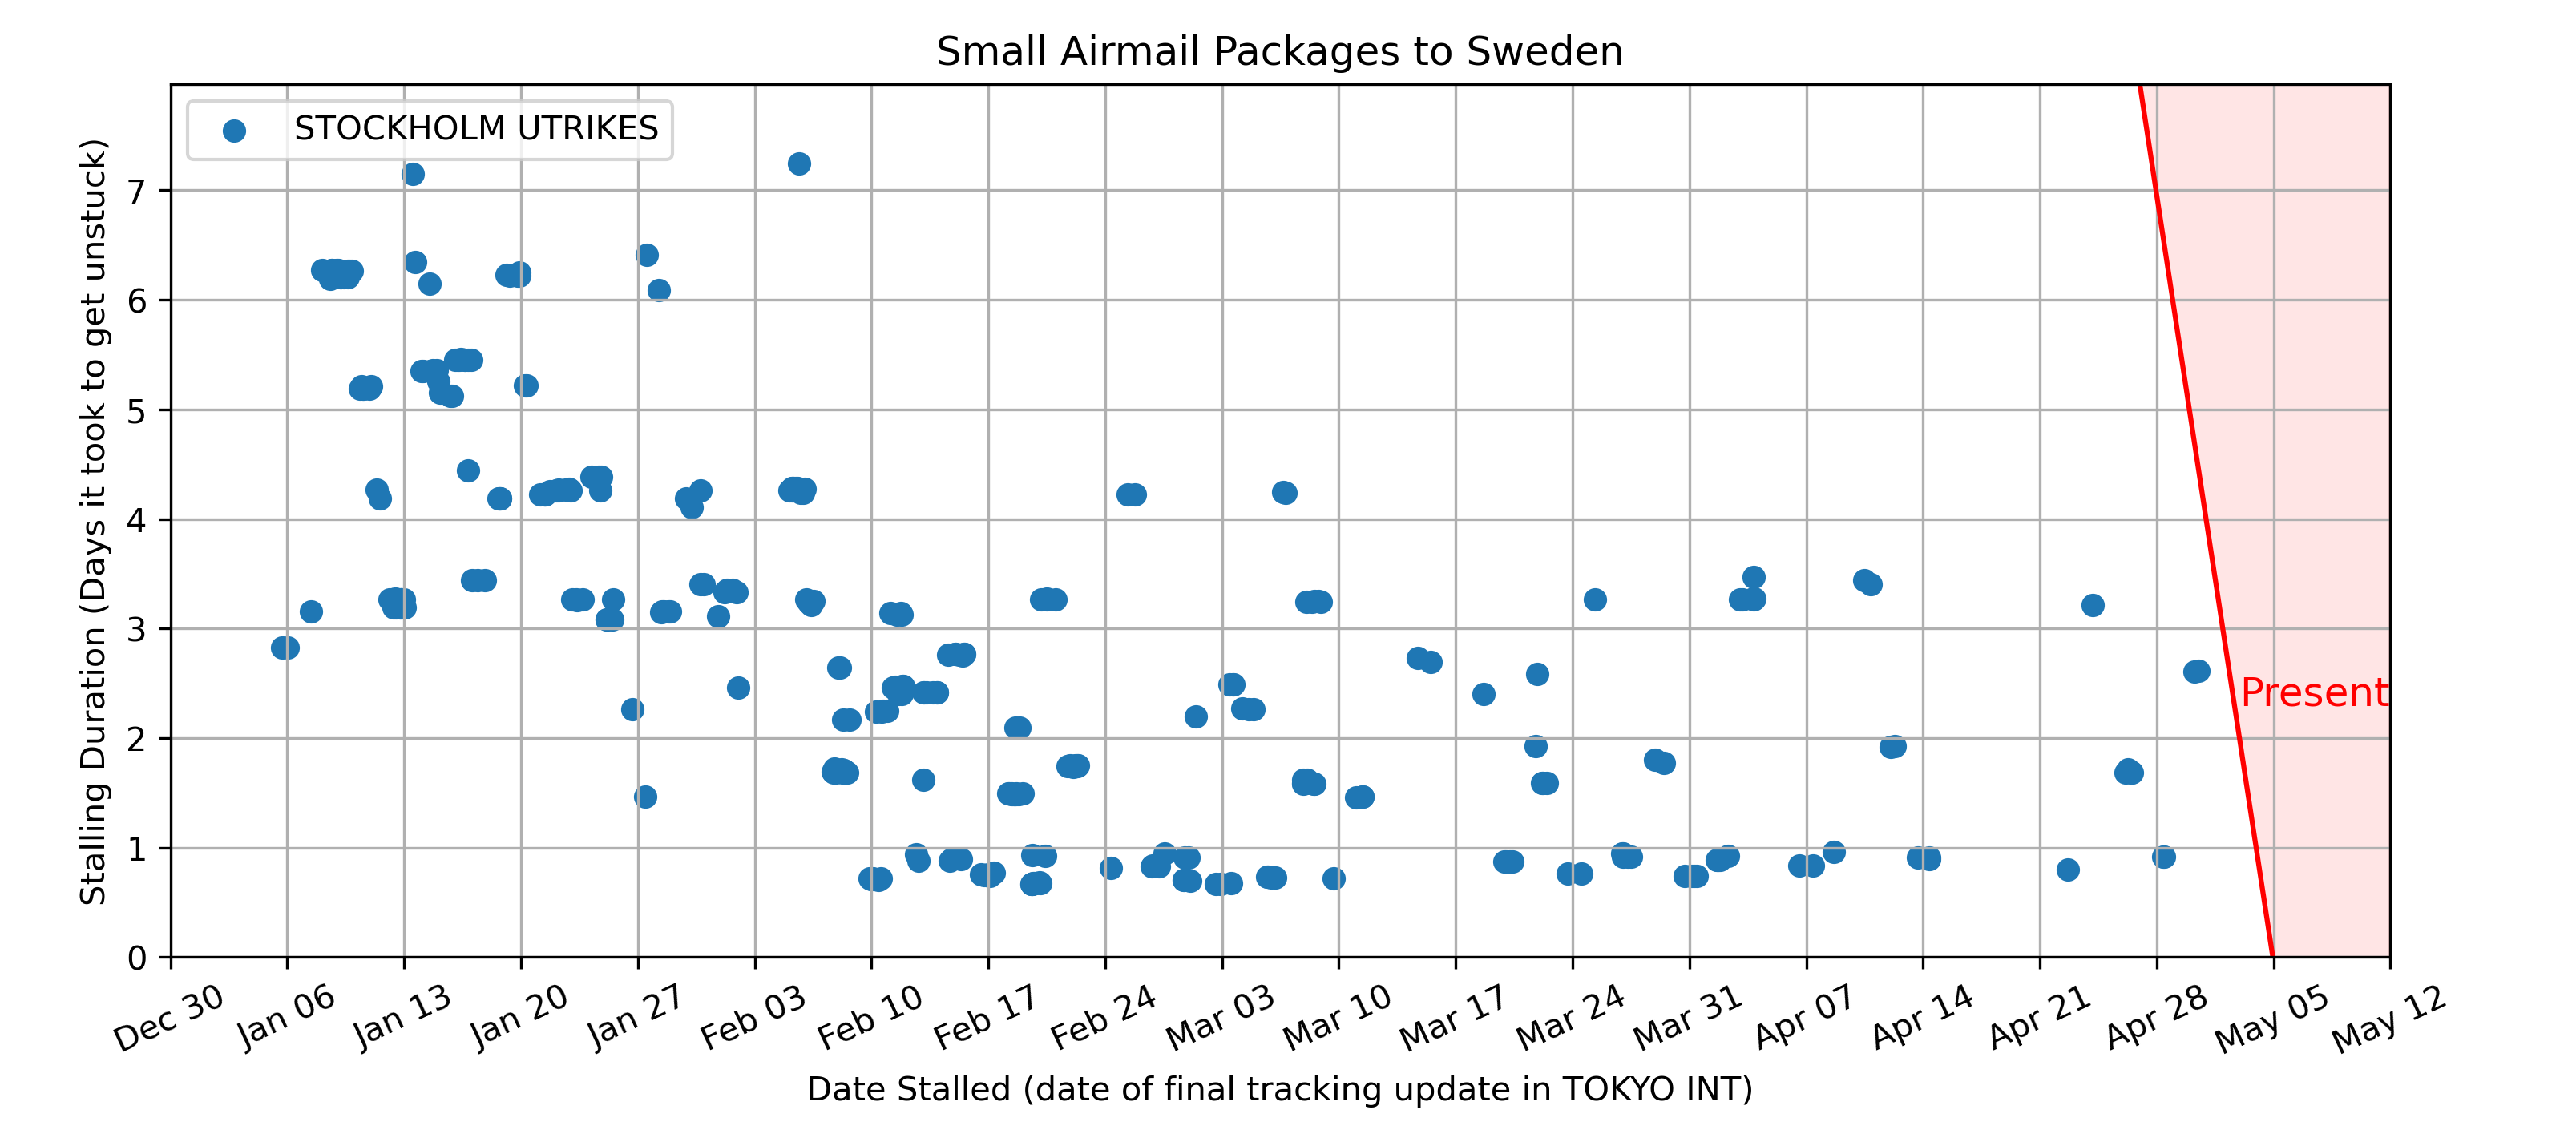 Small Airmail Packages to Sweden
STOCKHOLM UTRIKES
Stalling Duration (Days it took to get unstuck)
7
6
5
4
3
2
1
0
Present
Dec 30 Jan 06 Jan 13 Jan 20 Jan 27 Feb 03 Feb 10 Feb 17 Feb 24 Mar 03 Mar 10 Mar 17 Mar 24 Mar 31 Apr 07 Apr 14 Apr 21 Apr 28 May 05 May 12
Date Stalled (date of final tracking update in TOKYO INT)